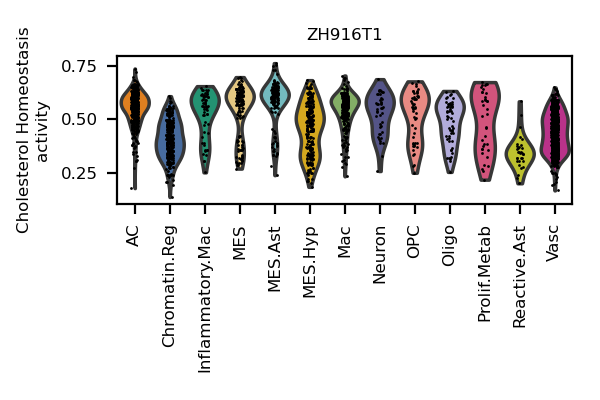 ZH916T1
Cholesterol Homeostasis
activity
0.75
0.50
0.25
AC
Chromatin.Reg
Inflammatory.Mac
MES
MES.Ast
MES.Hyp
Mac
Neuron
OPC
Oligo
Prolif.Metab
Reactive.Ast
Vasc